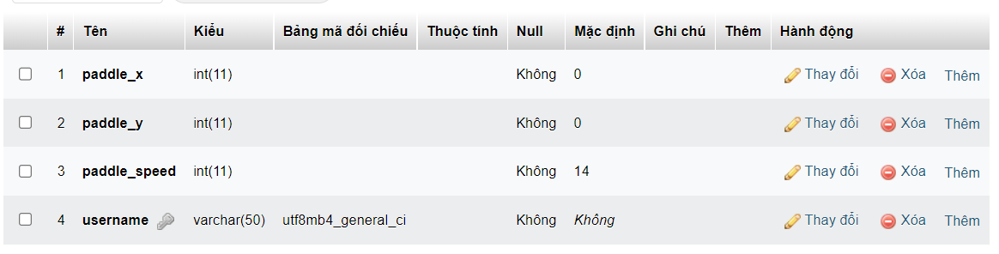 # Tên Kiểu Bảng mã đối chiếu Thuộc tính Null Mặc định Ghi chú Thêm Hành động
1 paddle_x int(11) Không 0 Thay đổi Xóa Thêm
2 paddle_y int(11) Không 0 Thay đổi Xóa Thêm
3 paddle_speed int(11) Không 14 Thay đổi Xóa Thêm
4 username varchar(50) utf8mb4_general_ci Không Không Thay đổi Xóa Thêm